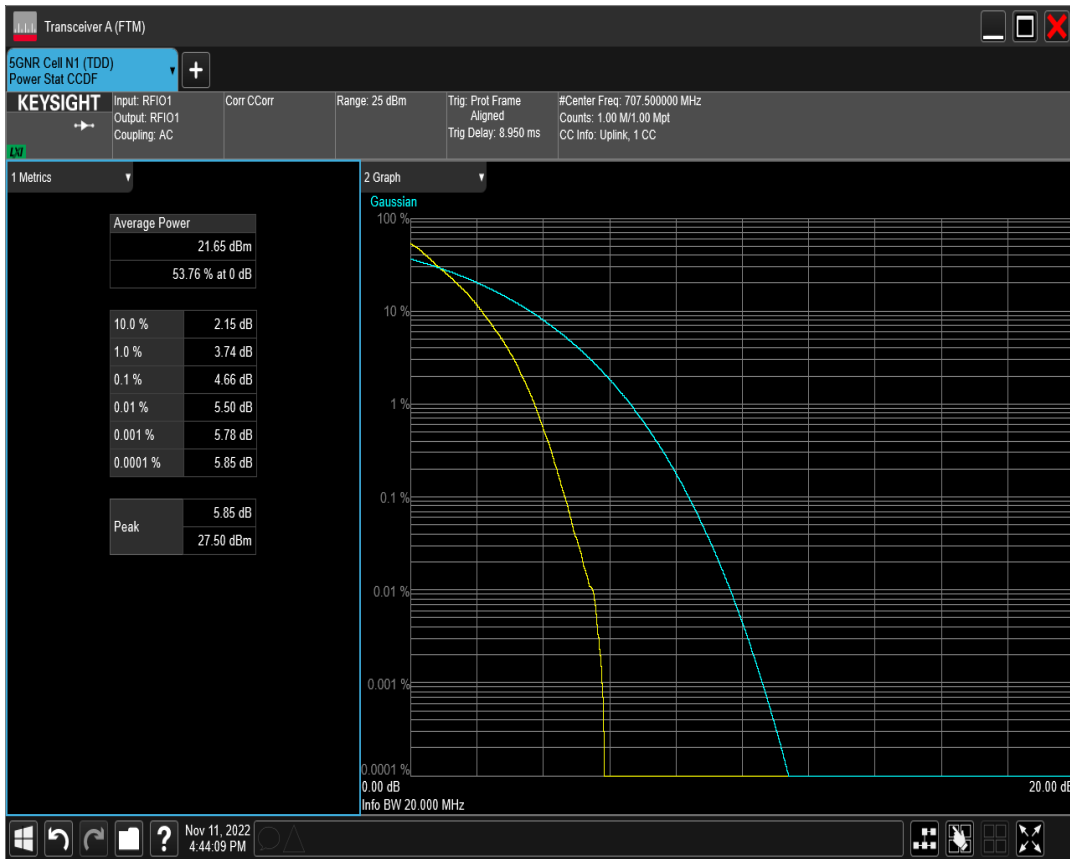 Transceiver A (FTM)
5GNR Cell N1 (TDD)
Power Stat CCDF
KEYSIGHT
LXI
Input: RFIO1
Output: RFIO1
Coupling: AC
Corr CCorr
Range: 25 dBm
Trig: Prot Frame
Aligned
Trig Delay: 8.950 ms
#Center Freq: 707.500000 MHz
Counts: 1.00 M/1.00 Mpt
CC Info: Uplink, 1 CC
1 Metrics
Average Power
21.65 dBm
53.76 % at 0 dB
10.0 % 2.15 dB
1.0 % 3.74 dB
0.1 % 4.66 dB
0.01 % 5.50 dB
0.001 % 5.78 dB
0.0001 % 5.85 dB
Peak 5.85 dB
27.50 dBm
2 Graph
Gaussian
100 %
10 %
1 %
0.1 %
0.01 %
0.001 %
0.0001 %
0.00 dB 20.00 dB
Info BW 20.000 MHz
? Nov 11, 2022
4:44:09 PM